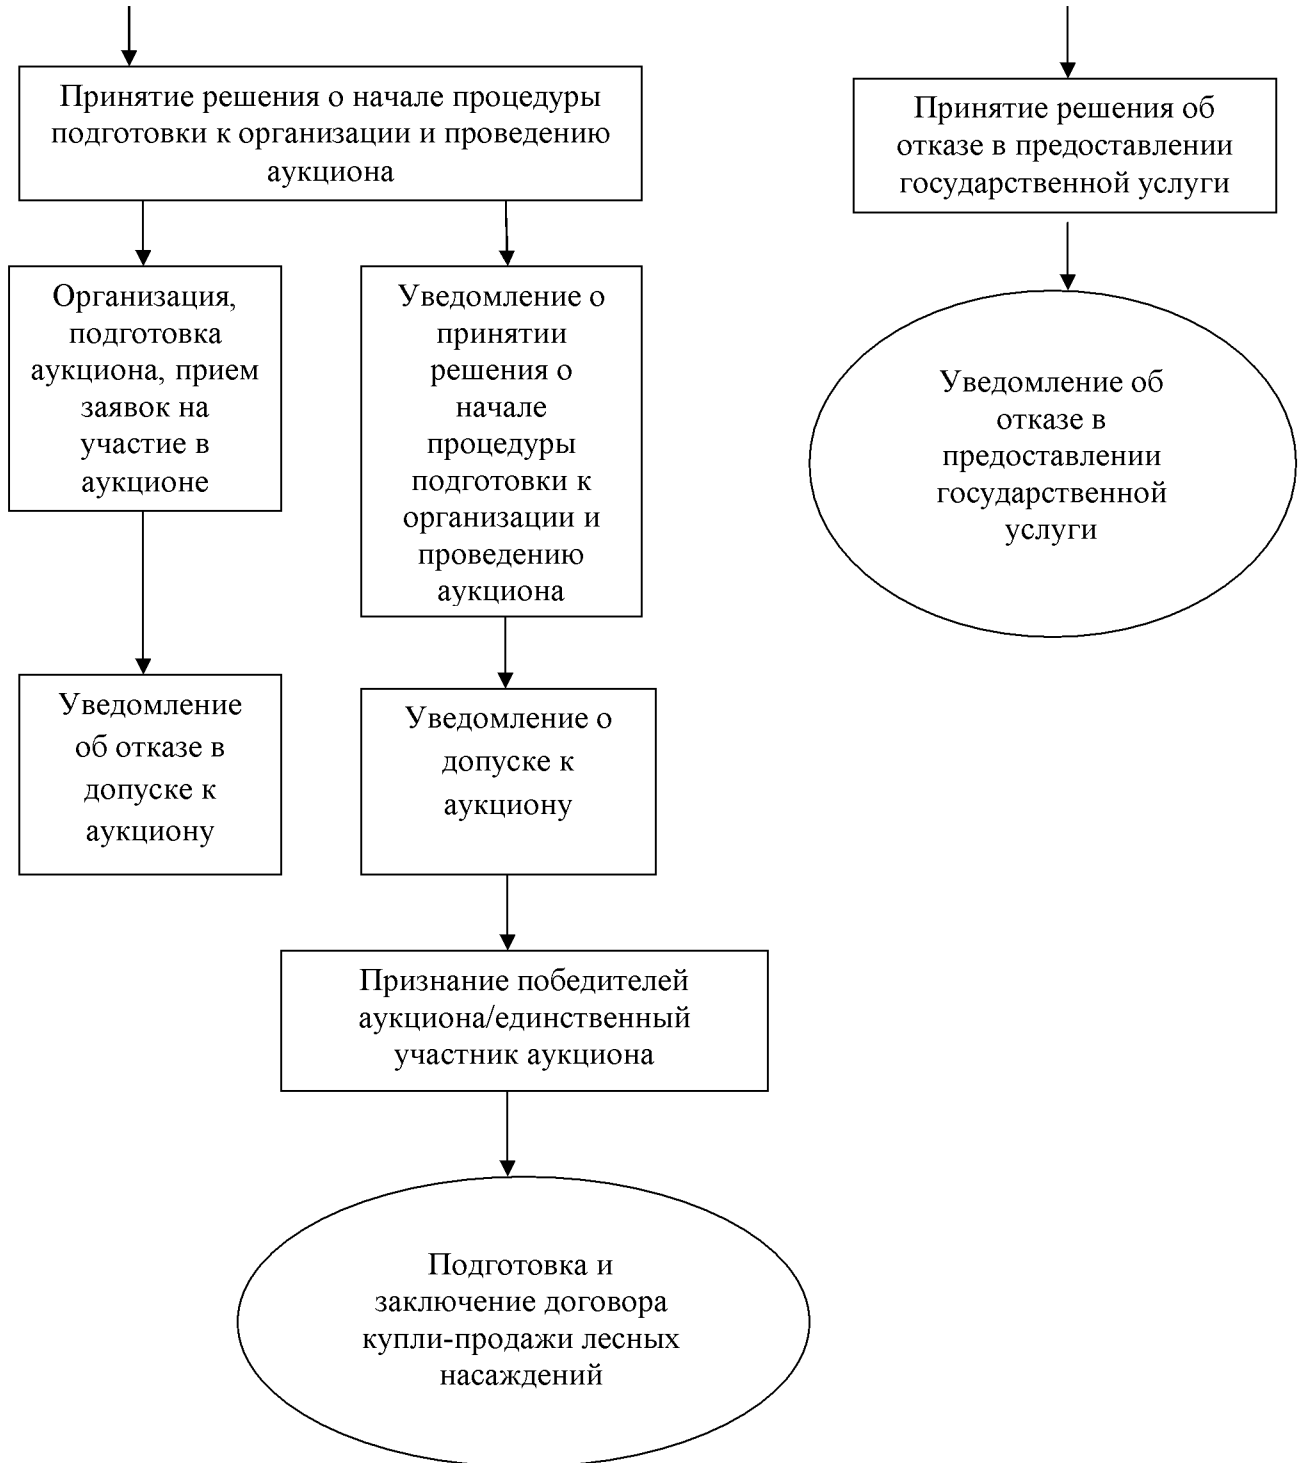 Принятие решения о начале процедуры
подготовки к организации и проведению
аукциона
Принятие решения об
отказе в предоставлении
государственной услуги
Организация,
подготовка
аукциона, прием
заявок на
участие в
аукционе
Уведомление о
принятии
решения о
начале
процедуры
подготовки к
организации и
проведению
аукциона
Уведомление об
отказе в
предоставлении
государственной
услуги
Уведомление
об отказе в
допуске к
аукциону
Уведомление о
допуске к
аукциону
Признание победителей
аукциона/единственный
участник аукциона
Подготовка и
заключение договора
купли-продажи лесных
насаждений